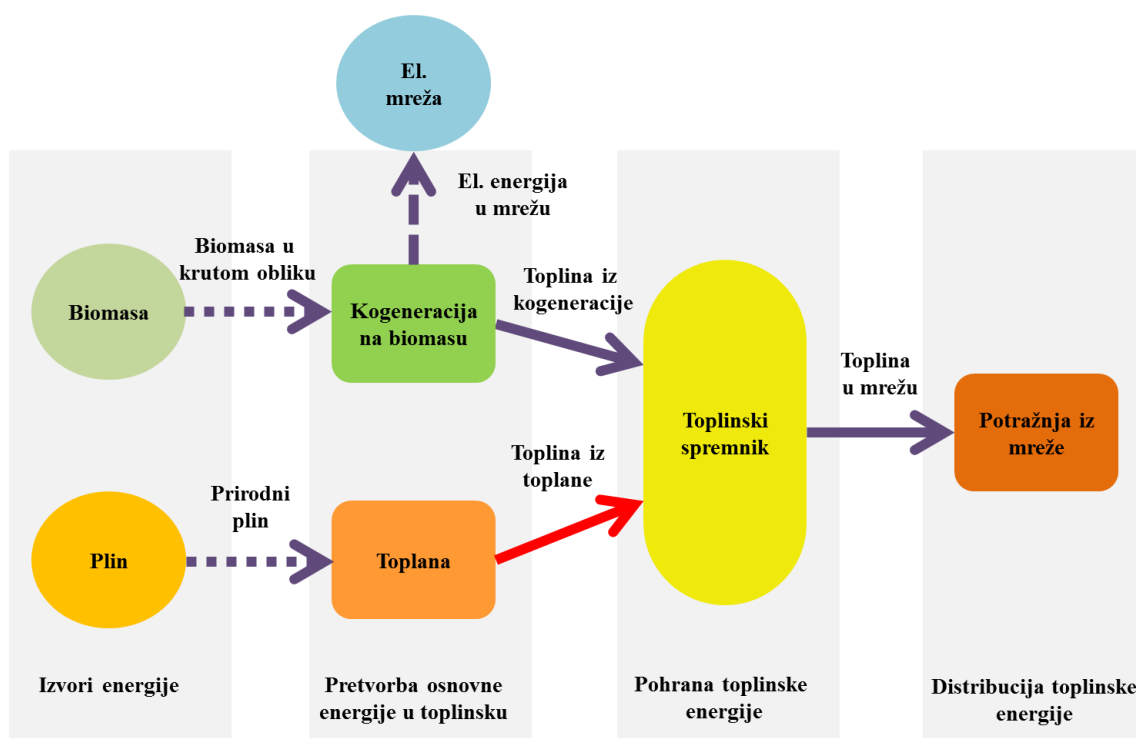 El.
mreža
El. energija
u mrežu
Biomasa u
krutom obliku
Biomasa
Kogeneracija
na biomasu
Toplina iz
kogeneracije
Toplinski
spremnik
Toplina
u mrežu
Potražnja iz
mreže
Prirodni
plin
Plin
Toplana
Toplina iz
toplane
Izvori energije
Pretvorba osnovne
energije u toplinsku
Pohrana toplinske
energije
Distribucija toplinske
energije